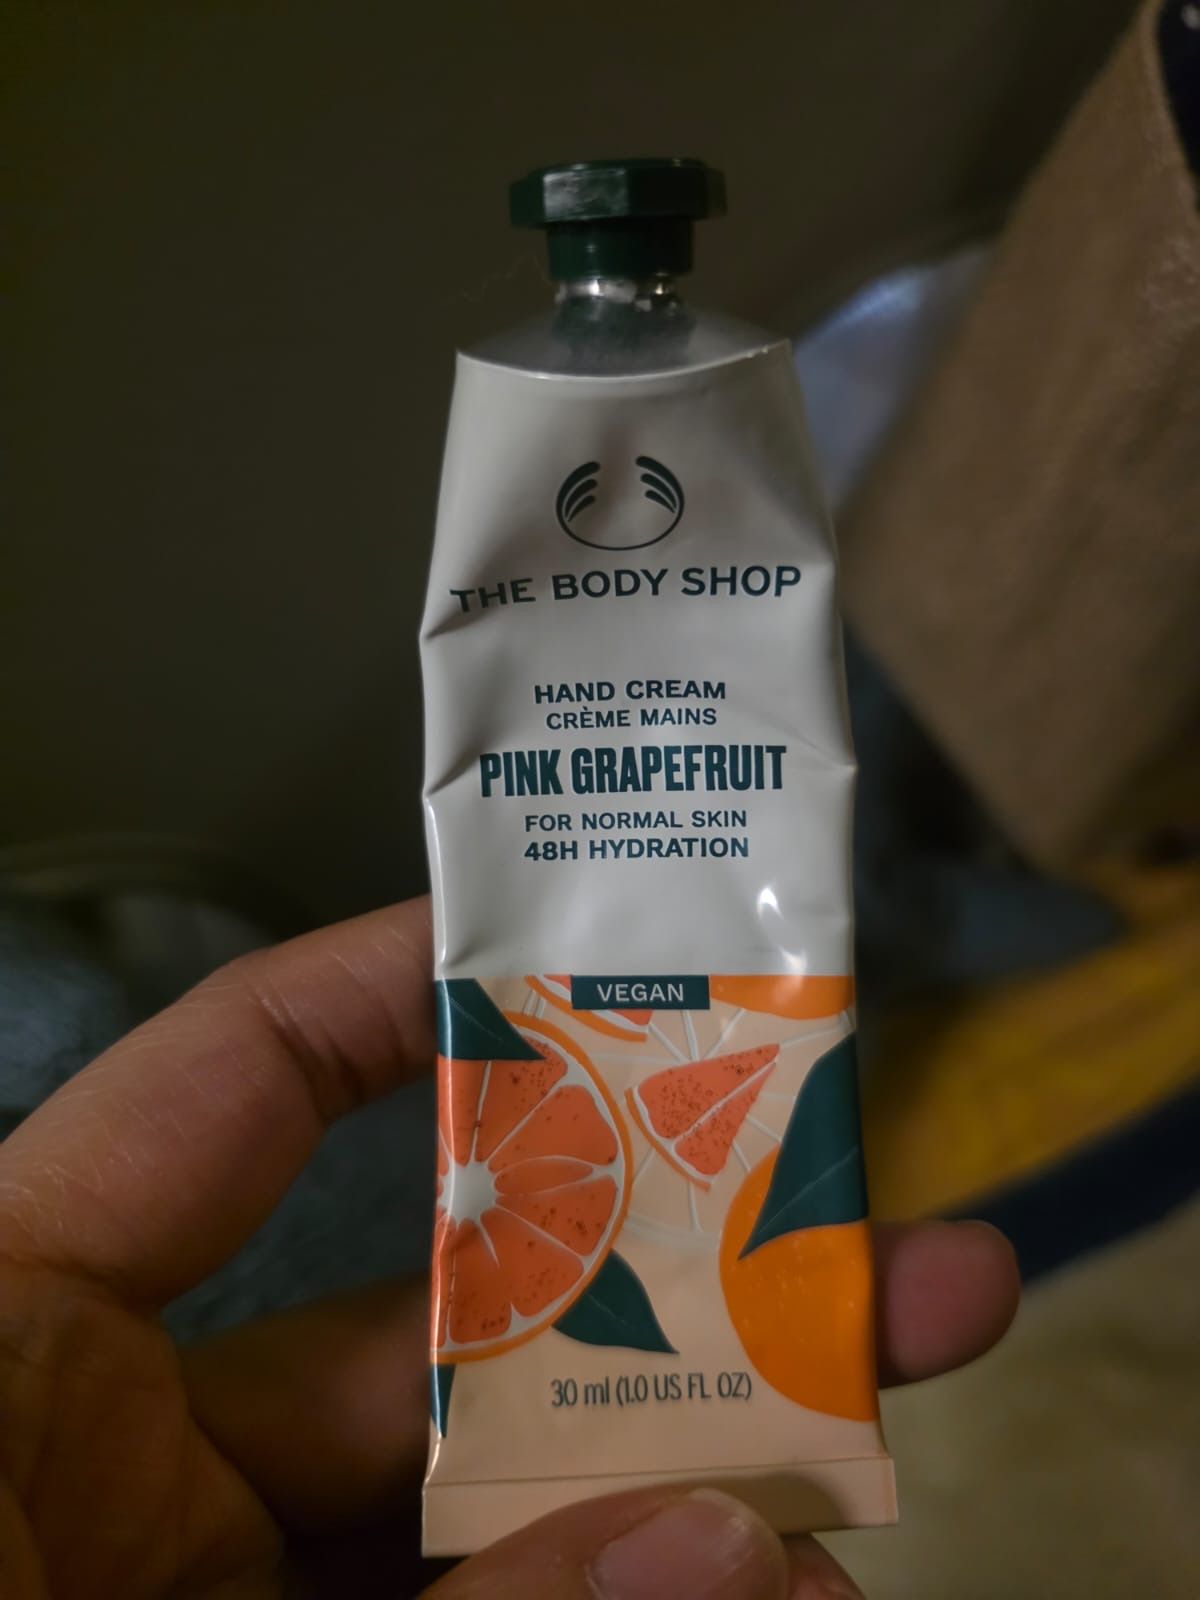 THE BODY SHOP
HAND CREAM
CRÈME MAINS
PINK GRAPEFRUIT
FOR NORMAL SKIN
48H HYDRATION
VEGAN
30 ml (1.0 US FL OZ)